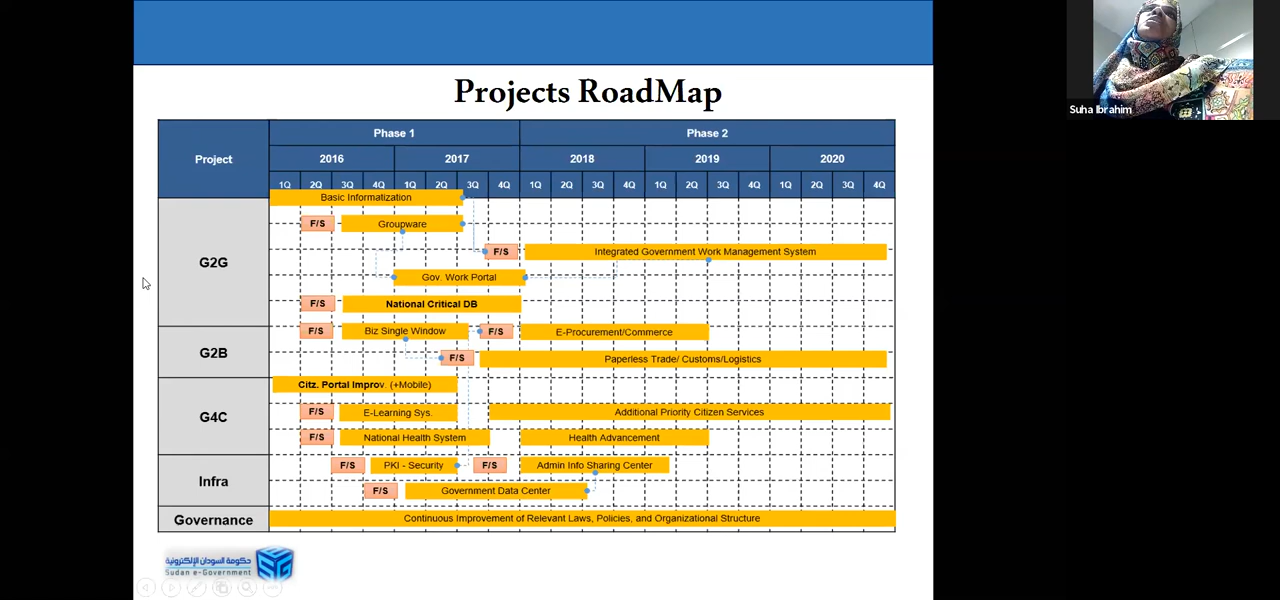 Projects RoadMap
Suha Ibrahim
Project
Phase 1
Phase 2
2016
2017
2018
2019
2020
1Q 2Q 3Q 4Q 1Q 2Q 3Q 4Q 1Q 2Q 3Q 4Q 1Q 2Q 3Q 4Q 1Q 2Q 3Q 4Q
Basic Informatization
G2G
F/S Groupware
F/S Integrated Government Work Management System
Gov. Work Portal
F/S National Critical DB
G2B
F/S Biz Single Window F/S E-Procurement/Commerce
F/S Paperless Trade/ Customs/Logistics
G4C
Citz. Portal Improv. (+Mobile)
F/S E-Learning Sys. Additional Priority Citizen Services
F/S National Health System Health Advancement
Infra
F/S PKI - Security F/S Admin Info Sharing Center
F/S Government Data Center
Governance Continuous Improvement of Relevant Laws, Policies, and Organizational Structure
حكومة السودان الإلكترونية
Sudan e-Government